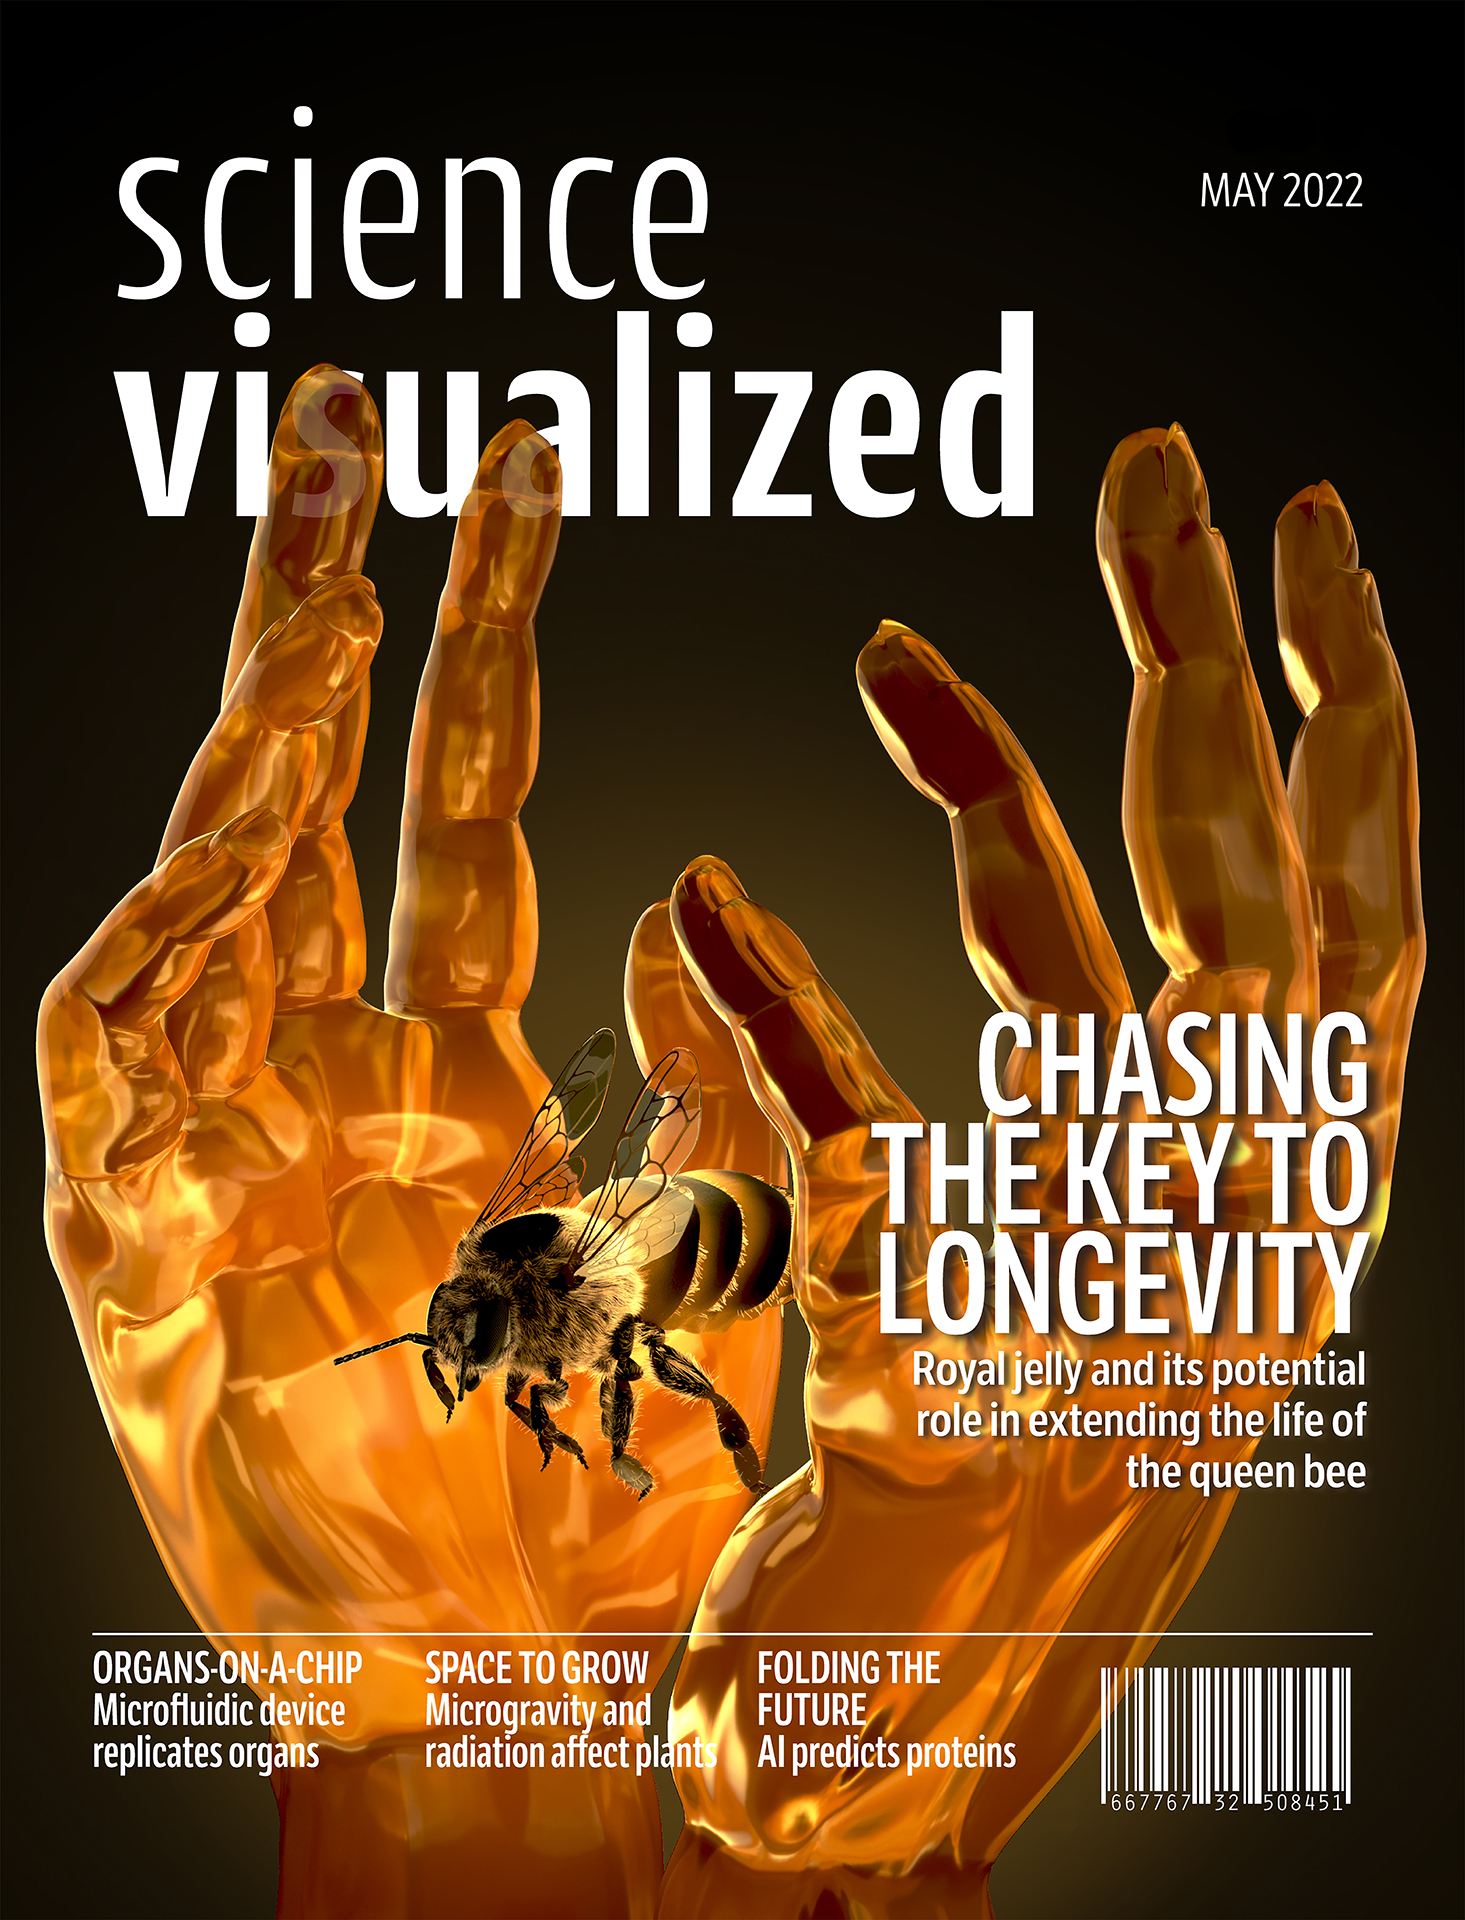 science
MAY 2022
visualized
CHASING
THE KEY TO
LONGEVITY
Royal jelly and its potential
role in extending the life of
the queen bee
ORGANS-ON-A-CHIP
Microfluidic device
replicates organs
SPACE TO GROW
Microgravity and
radiation affect plants
FOLDING THE
FUTURE
AI predicts proteins
667767 32 508451